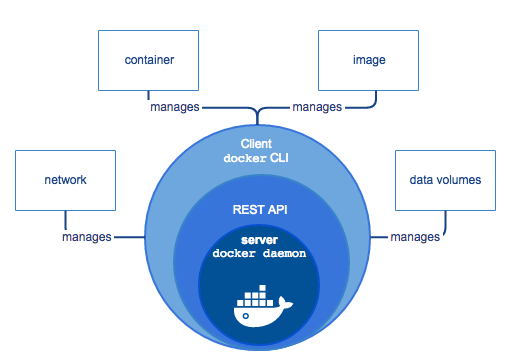 container
image
manages
manages
Client
docker CLI
network
data volumes
REST API
manages
server
docker daemon
manages